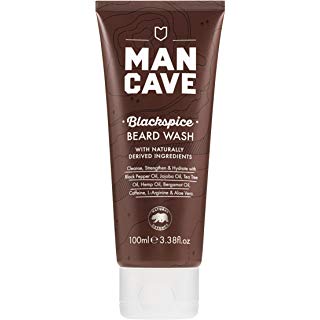 MAN
CAVE
Blackspice
BEARD WASH
WITH NATURALLY
DERIVED INGREDIENTS
Cleanse, Strengthen & Hydrate with
Black Pepper Oil, Jojoba Oil, Tea Tree
Oil, Hemp Oil, Bergamot Oil,
Caffeine, L-Arginine & Aloe Vera
100ml ℮ 3.38fl.oz